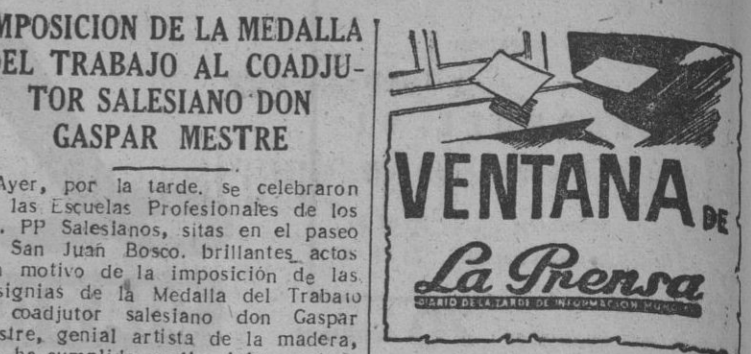 MPOSICION DE LA MEDALLA
DEL TRABAJO AL COADJU-
TOR SALESIANO DON
GASPAR MESTRE
Ayer, por la tarde, se celebraron
las Escuelas Profesionales de los
. PP Salesianos, sitas en el paseo
San Juan Bosco, brillantes actos
motivo de la imposición de las
signias de la Medalla del Trabajo
coadjutor salesiano don Gaspar
stre, genial artista de la madera,
VENTANA DE
La Prensa
DIARIO DE LA TARDE DE INFORMACION MUNDIAL